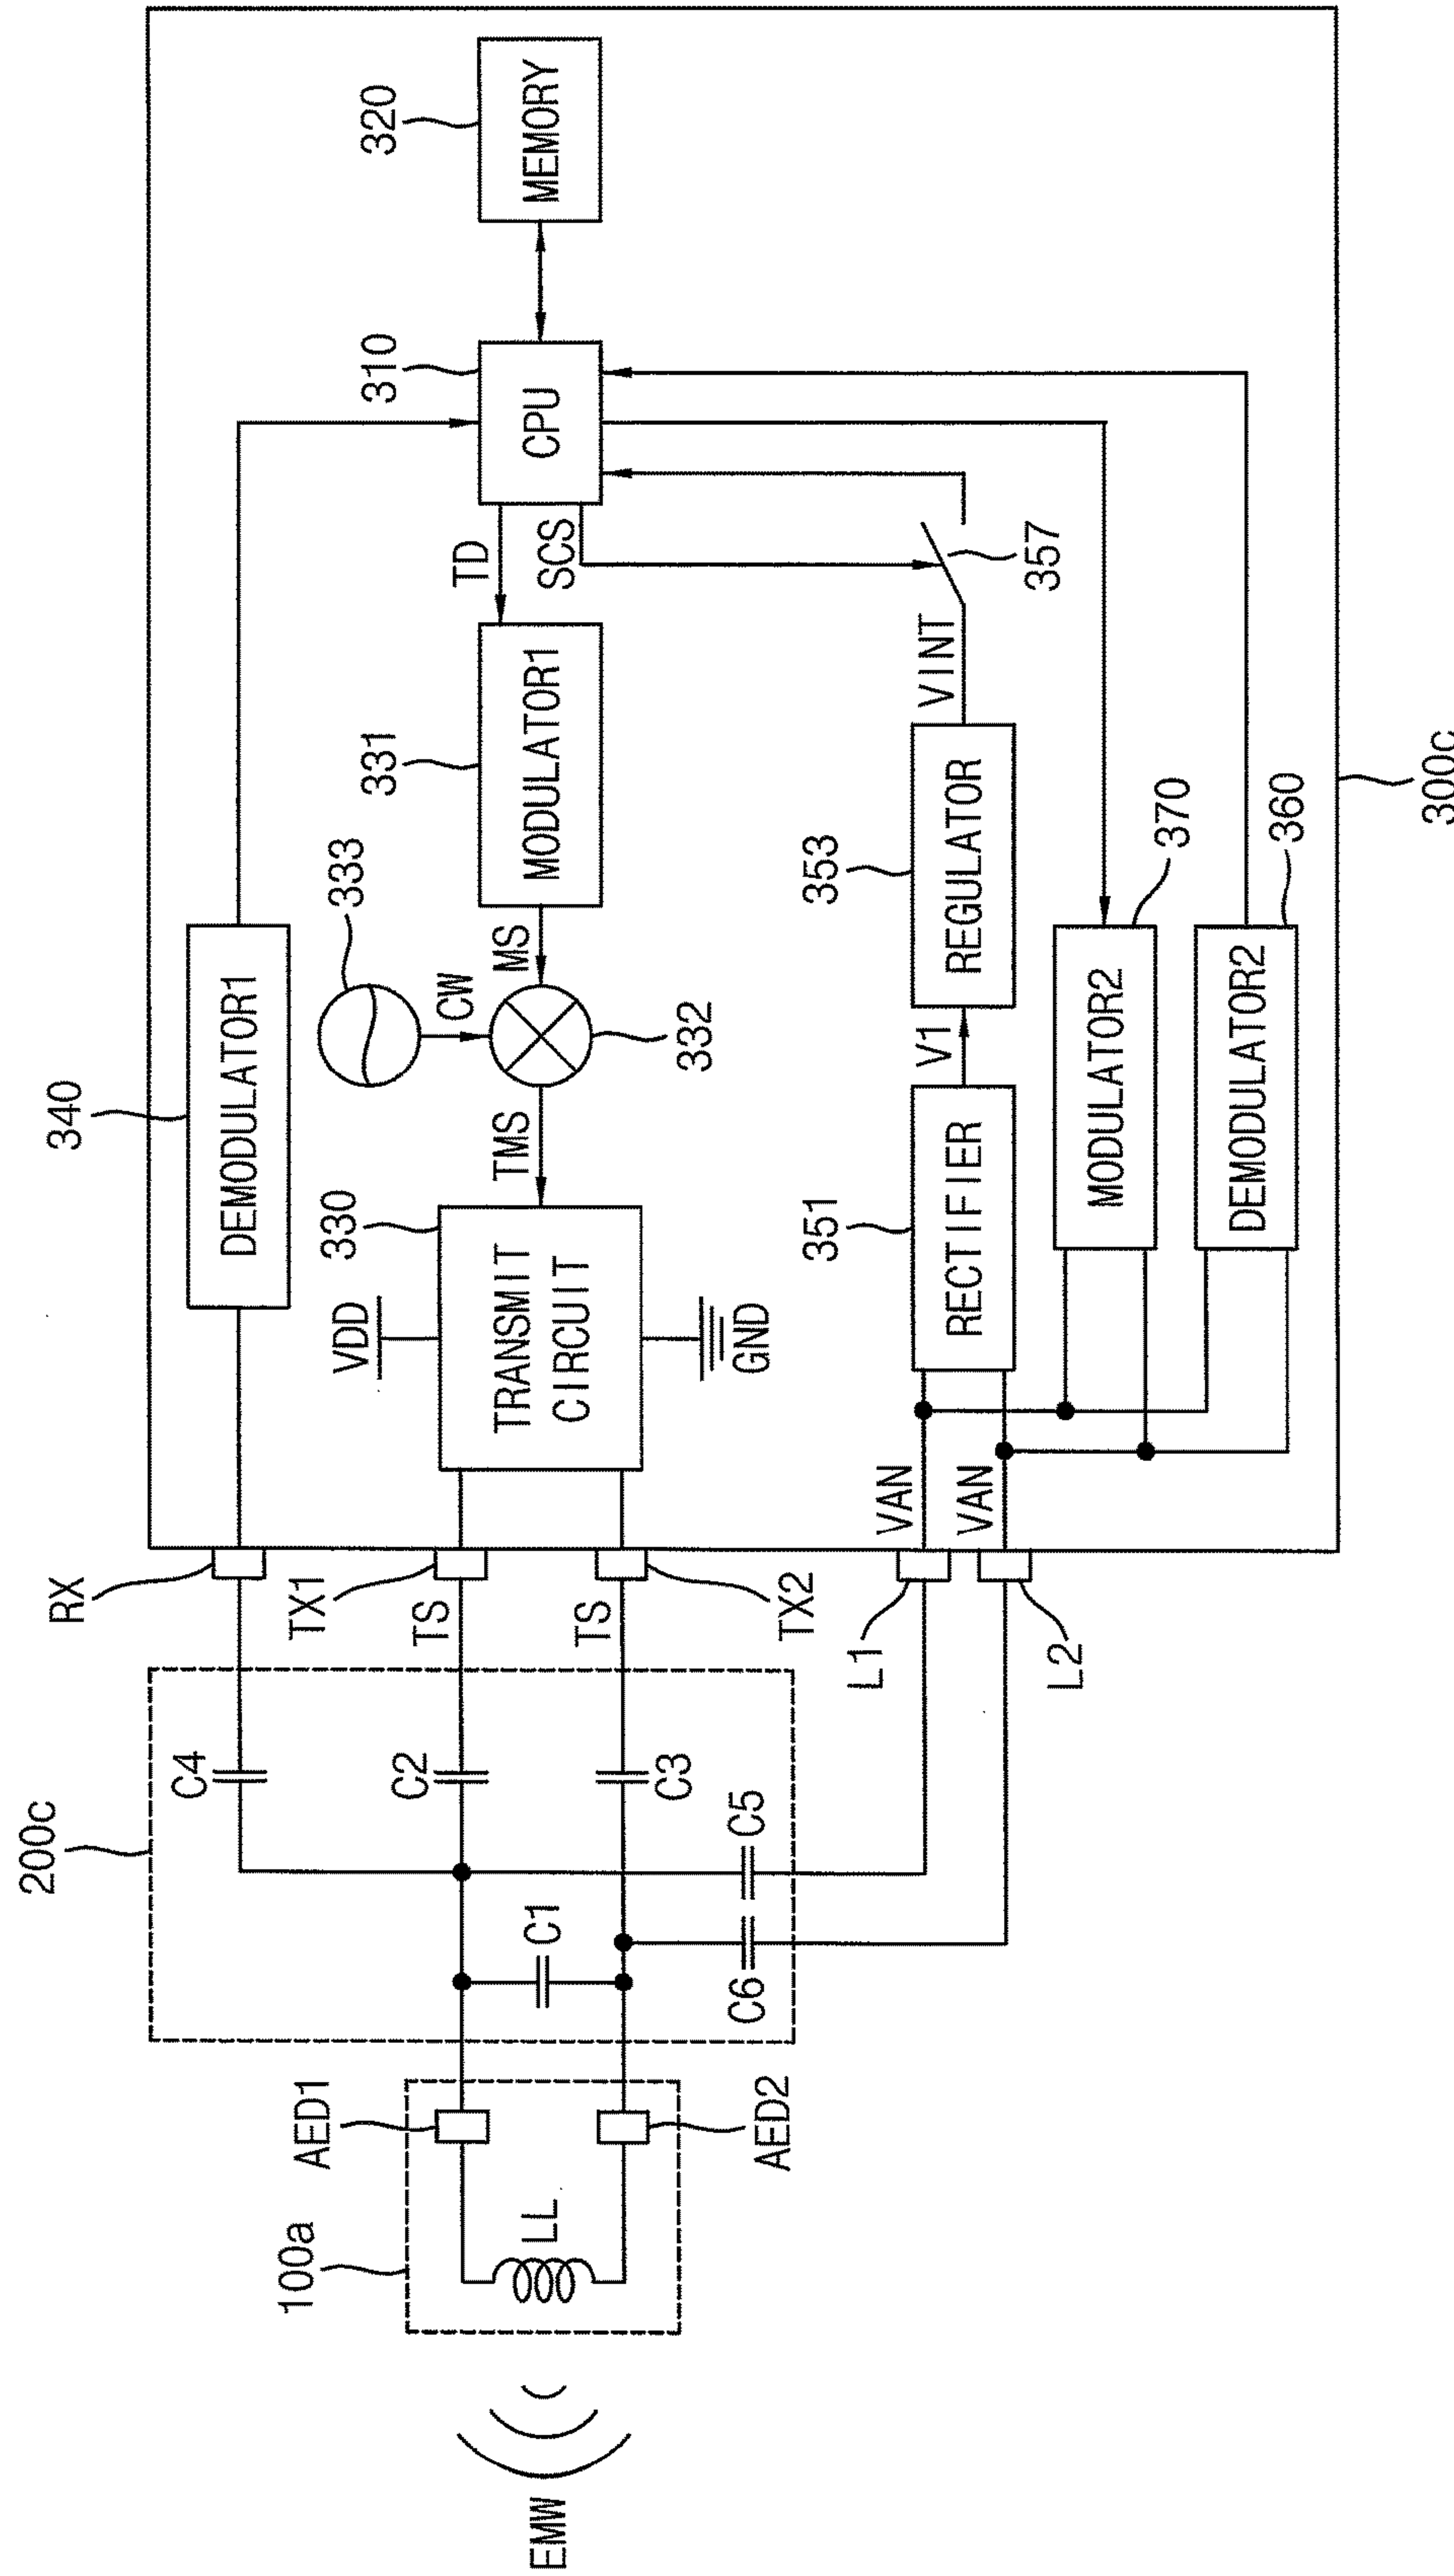 200c
300c
100a
EMW
LL
AED1
AED2
C1
C2
C3
C4
C5
C6
RX
TX1
TS
TS
TX2
L1
L2
340
DEMODULATOR1
333
CW
330
VDD
TRANSMIT
CIRCUIT
GND
TMS
332
MS
331
MODULATOR1
TD
SCS
310
CPU
320
MEMORY
VAN
VAN
351
RECTIFIER
V1
353
REGULATOR
VINT
357
MODULATOR2
370
DEMODULATOR2
360